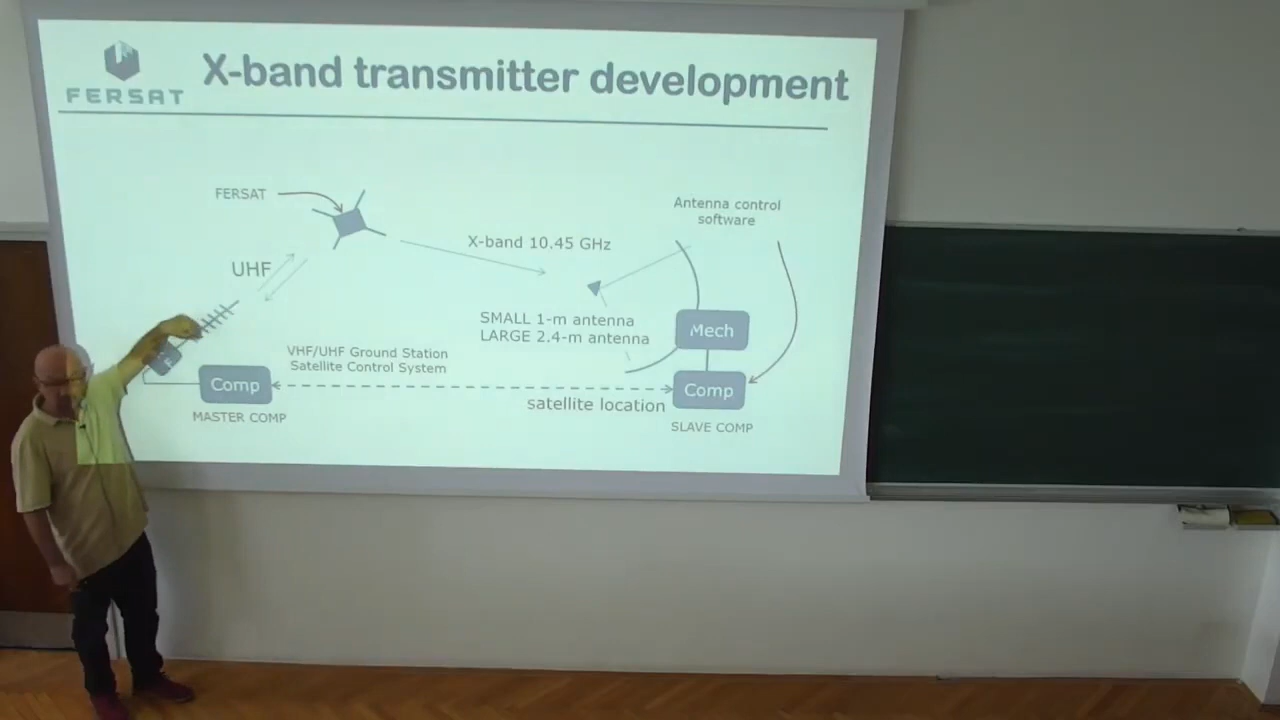 X-band transmitter development
FERSAT
FERSAT
Antenna control
software
X-band 10.45 GHz
UHF
SMALL 1-m antenna
LARGE 2.4-m antenna
Mech
VHF/UHF Ground Station
Satellite Control System
Comp
Comp
satellite location
MASTER COMP
SLAVE COMP